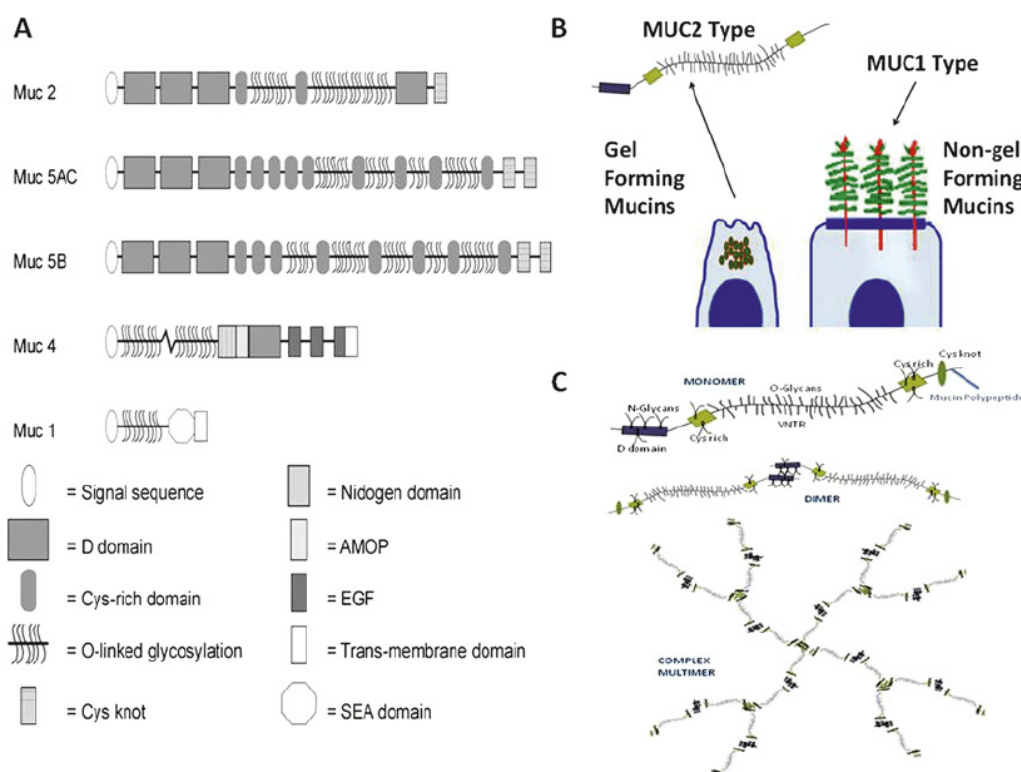 A
Muc 2
Muc 5AC
Muc 5B
Muc 4
Muc 1
= Signal sequence
= D domain
= Cys-rich domain
= O-linked glycosylation
= Cys knot
= Nidogen domain
= AMOP
= EGF
= Trans-membrane domain
= SEA domain
B
MUC2 Type
MUC1 Type
Gel
Forming
Mucins
Non-gel
Forming
Mucins
C
MONOMER
O-Glycans
Cys rich
Cys knot
Mucin Polypeptide
N-Glycans
VNTR
D domain
Cys rich
DIMER
COMPLEX
MULTIMER